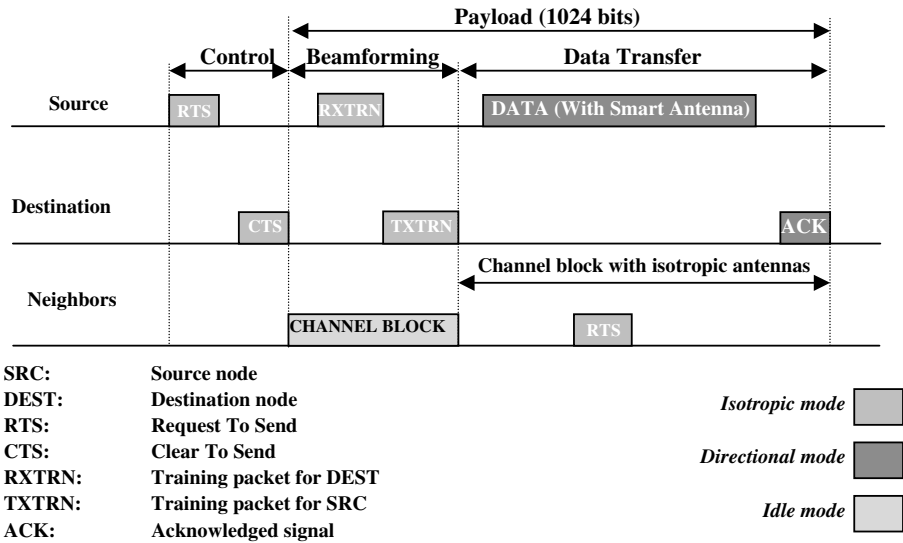 Payload (1024 bits)
Control Beamforming Data Transfer
Source RTS RXTRN DATA (With Smart Antenna)
Destination CTS TXTRN ACK
Channel block with isotropic antennas
Neighbors CHANNEL BLOCK RTS
SRC: Source node
DEST: Destination node
RTS: Request To Send
CTS: Clear To Send
RXTRN: Training packet for DEST
TXTRN: Training packet for SRC
ACK: Acknowledged signal
Isotropic mode
Directional mode
Idle mode